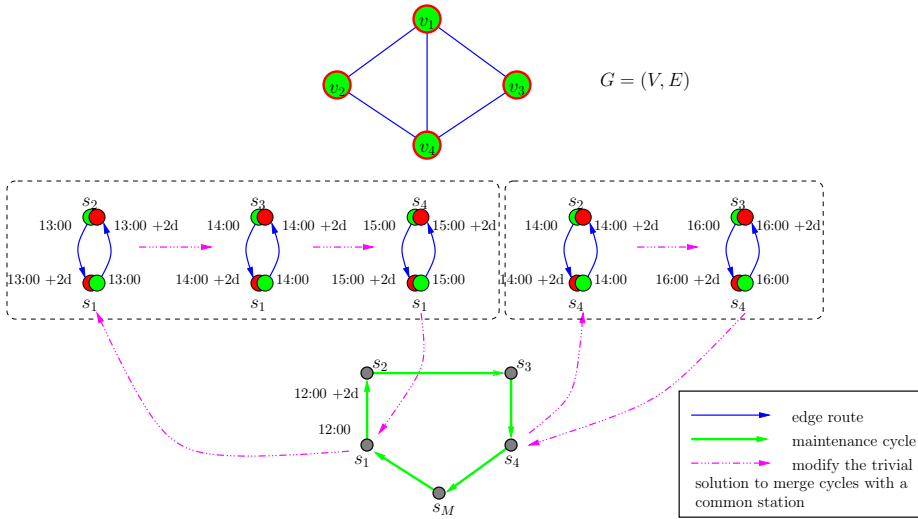 v₁
G = (V, E)
v₂
v₃
v₄
s₂ s₃ s₄ s₂ s₃
13:00 13:00 +2d 14:00 14:00 +2d 15:00 15:00 +2d 14:00 14:00 +2d 16:00 16:00 +2d
13:00 +2d 13:00 14:00 +2d 14:00 15:00 +2d 15:00 14:00 +2d 14:00 16:00 +2d 16:00
s₁ s₁ s₁ s₄ s₄
s₂ s₃
12:00 +2d
12:00
s₁ s₄
s_M
edge route
maintenance cycle
modify the trivial
solution to merge cycles with a
common station